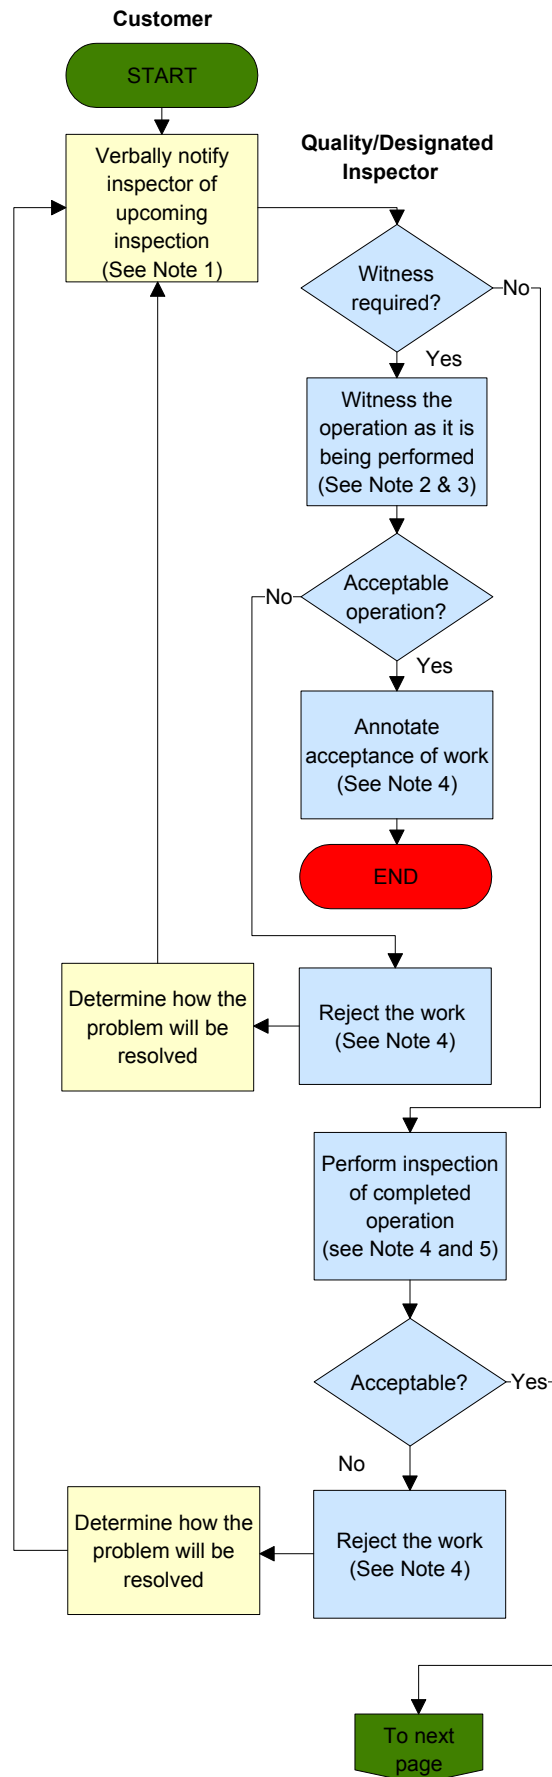 Customer
START
Verbally notify
inspector of
upcoming
inspection
(See Note 1)
Quality/Designated
Inspector
Witness
required?
No
Yes
Witness the
operation as it is
being performed
(See Note 2 & 3)
Acceptable
operation?
No
Yes
Annotate
acceptance of work
(See Note 4)
END
Determine how the
problem will be
resolved
Reject the work
(See Note 4)
Perform inspection
of completed
operation
(see Note 4 and 5)
Acceptable?
Yes
No
Determine how the
problem will be
resolved
Reject the work
(See Note 4)
To next
page